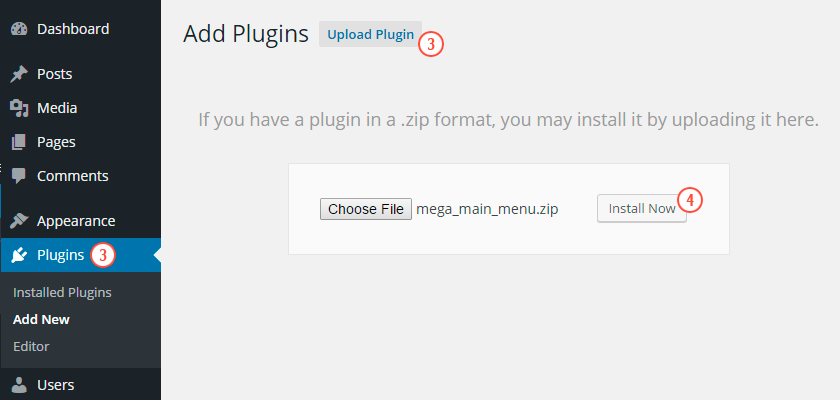 Dashboard
Posts
Media
Pages
Comments
Appearance
Plugins 3
Installed Plugins
Add New
Editor
Users
Add Plugins Upload Plugin 3
If you have a plugin in a .zip format, you may install it by uploading it here.
Choose File mega_main_menu.zip Install Now 4